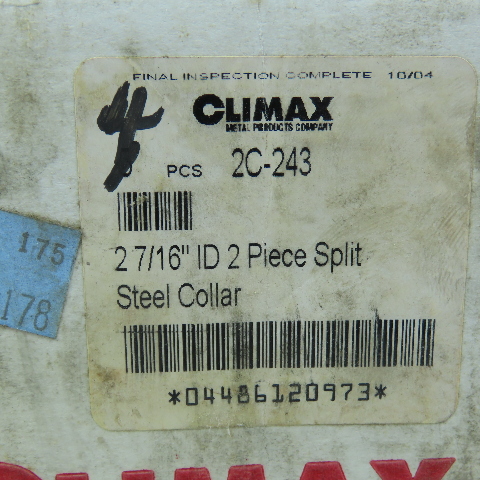 FINAL INSPECTION COMPLETE 10/04
CLIMAX
METAL PRODUCTS COMPANY
4
PCS 2C-243
175
178
2 7/16" ID 2 Piece Split
Steel Collar
*04486120973*
CLIMAX